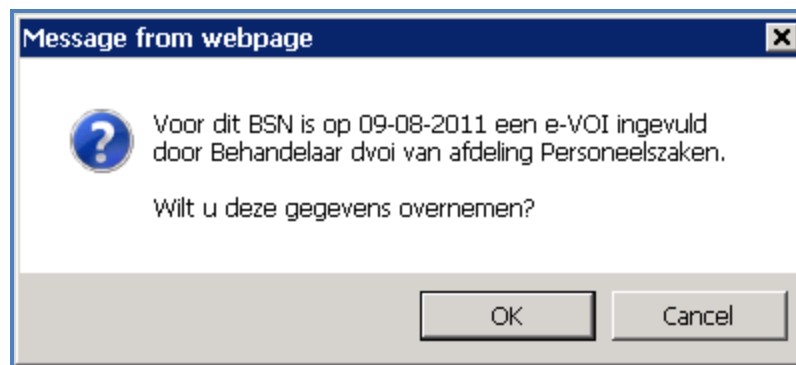 Message from webpage
Voor dit BSN is op 09-08-2011 een e-VOI ingevuld
door Behandelaar dvoi van afdeling Personeelszaken.
Wilt u deze gegevens overnemen?
OK
Cancel